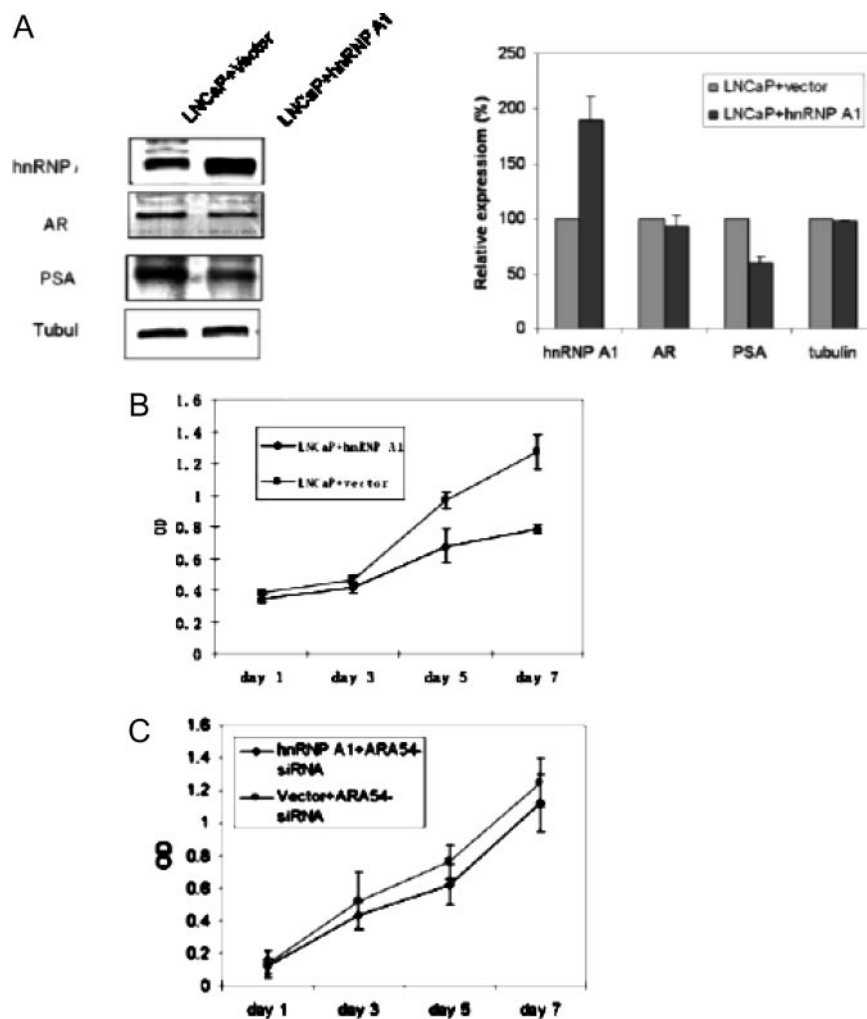 A
LNCaP+Vector
LNCaP+hnRNP A1
hnRNP
AR
PSA
Tubul
Relative expressiom (%)
250
200
150
100
50
0
LNCaP+vector
LNCaP+hnRNP A1
hnRNP A1
AR
PSA
tubulin
B
OD
1.6
1.4
1.2
1
0.8
0.6
0.4
0.2
0
LNCaP+hnRNP A1
LNCaP+vector
day 1
day 3
day 5
day 7
C
OD
1.6
1.4
1.2
1
0.8
0.6
0.4
0.2
0
hnRNP A1+ARA54-
siRNA
Vector+ARA54-
siRNA
day 1
day 3
day 5
day 7